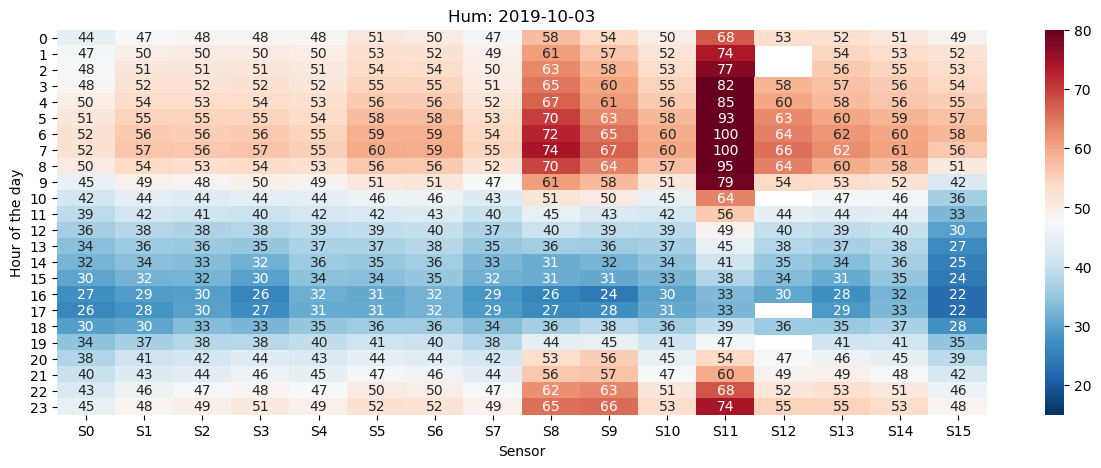 Hum: 2019-10-03
Hour of the day
0 44 47 48 48 48 51 50 47 58 54 50 68 53 52 51 49
1 47 50 50 50 50 53 52 49 61 57 52 74 54 53 52
2 48 51 51 51 51 54 54 50 63 58 53 77 56 55 53
3 48 52 52 52 52 55 55 51 65 60 55 82 58 57 56 54
4 50 54 53 54 53 56 56 52 67 61 56 85 60 58 56 55
5 51 55 55 55 54 58 58 53 70 63 58 93 63 60 59 57
6 52 56 56 56 55 59 59 54 72 65 60 100 64 62 60 58
7 52 57 56 57 55 60 59 55 74 67 60 100 66 62 61 56
8 50 54 53 54 53 56 56 52 70 64 57 95 64 60 58 51
9 45 49 48 50 49 51 51 47 61 58 51 79 54 53 52 42
10 42 44 44 44 44 46 46 43 51 50 45 64 47 46 36
11 39 42 41 40 42 42 43 40 45 43 42 56 44 44 44 33
12 36 38 38 38 39 39 40 37 40 39 39 49 40 39 40 30
13 34 36 36 35 37 37 38 35 36 36 37 45 38 37 38 27
14 32 34 33 32 36 35 36 33 31 32 34 41 35 34 36 25
15 30 32 32 30 34 34 35 32 31 31 33 38 34 31 35 24
16 27 29 30 26 32 31 32 29 26 24 30 33 30 28 32 22
17 26 28 30 27 31 31 32 29 27 28 31 33 29 33 22
18 30 30 33 33 35 36 36 34 36 38 36 39 36 35 37 28
19 34 37 38 38 40 41 40 38 44 45 41 47 41 41 35
20 38 41 42 44 43 44 44 42 53 56 45 54 47 46 45 39
21 40 43 44 46 45 47 46 44 56 57 47 60 49 49 48 42
22 43 46 47 48 47 50 50 47 62 63 51 68 52 53 51 46
23 45 48 49 51 49 52 52 49 65 66 53 74 55 55 53 48
S0 S1 S2 S3 S4 S5 S6 S7 S8 S9 S10 S11 S12 S13 S14 S15
Sensor
80
70
60
50
40
30
20